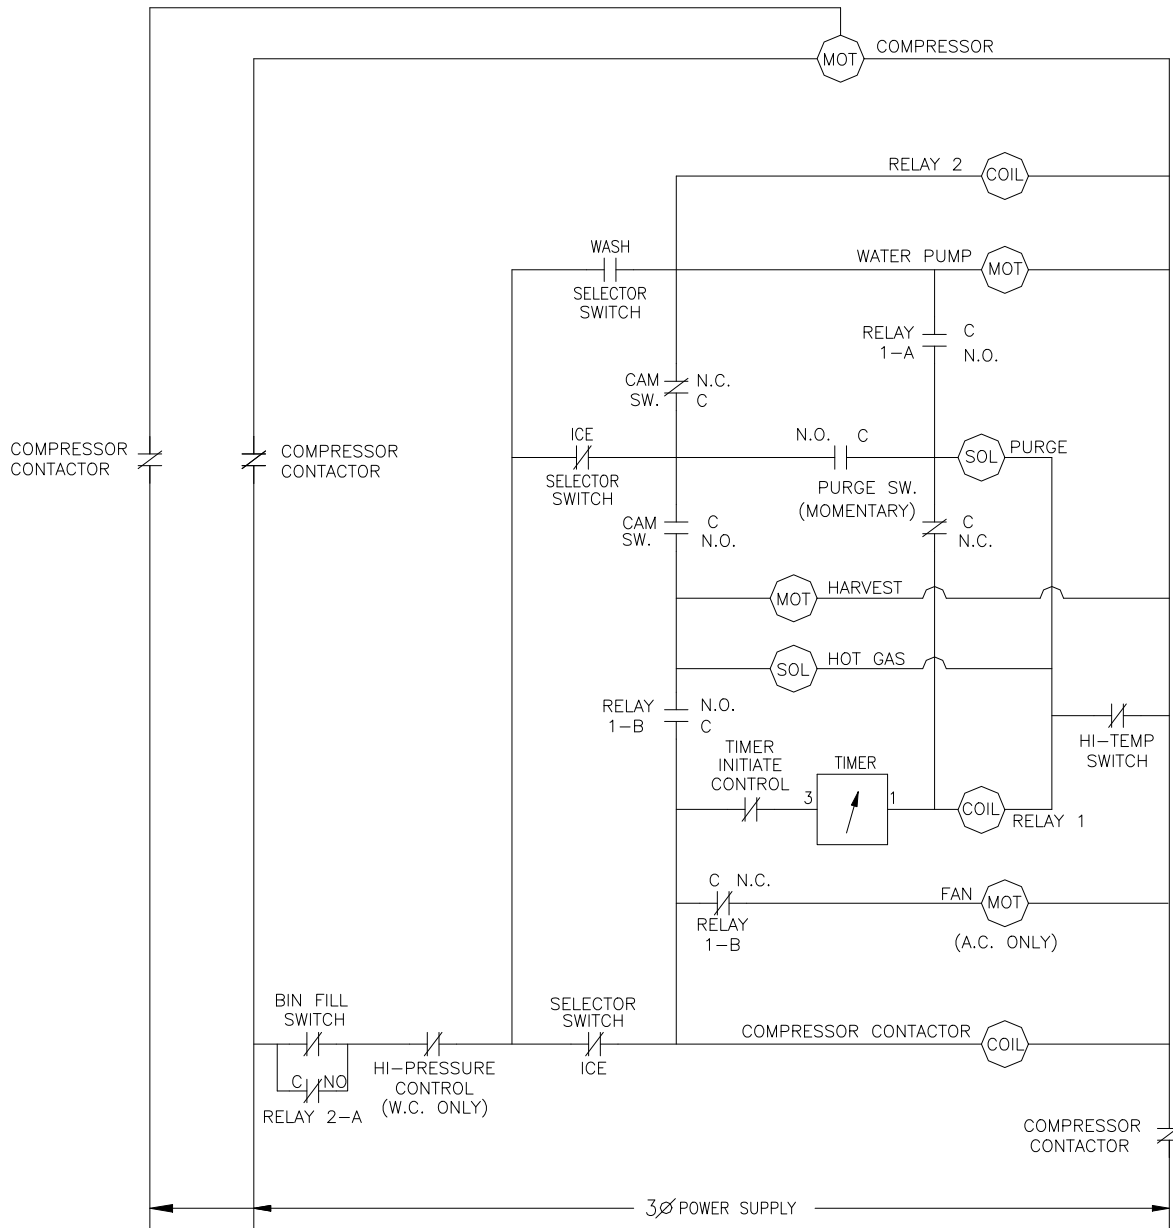 MOT COMPRESSOR
RELAY 2 COIL
WASH
SELECTOR
SWITCH
WATER PUMP MOT
RELAY
1-A
C
N.O.
CAM
SW.
N.C.
C
COMPRESSOR
CONTACTOR
COMPRESSOR
CONTACTOR
ICE
SELECTOR
SWITCH
N.O. C
PURGE SW.
(MOMENTARY)
SOL PURGE
CAM
SW.
C
N.O.
C
N.C.
MOT HARVEST
SOL HOT GAS
RELAY
1-B
N.O.
C
HI-TEMP
SWITCH
TIMER
INITIATE
CONTROL
TIMER
3 1
COIL RELAY 1
C N.C.
RELAY
1-B
FAN MOT
(A.C. ONLY)
BIN FILL
SWITCH
C NO
RELAY 2-A
HI-PRESSURE
CONTROL
(W.C. ONLY)
SELECTOR
SWITCH
ICE
COMPRESSOR CONTACTOR COIL
COMPRESSOR
CONTACTOR
3Ø POWER SUPPLY